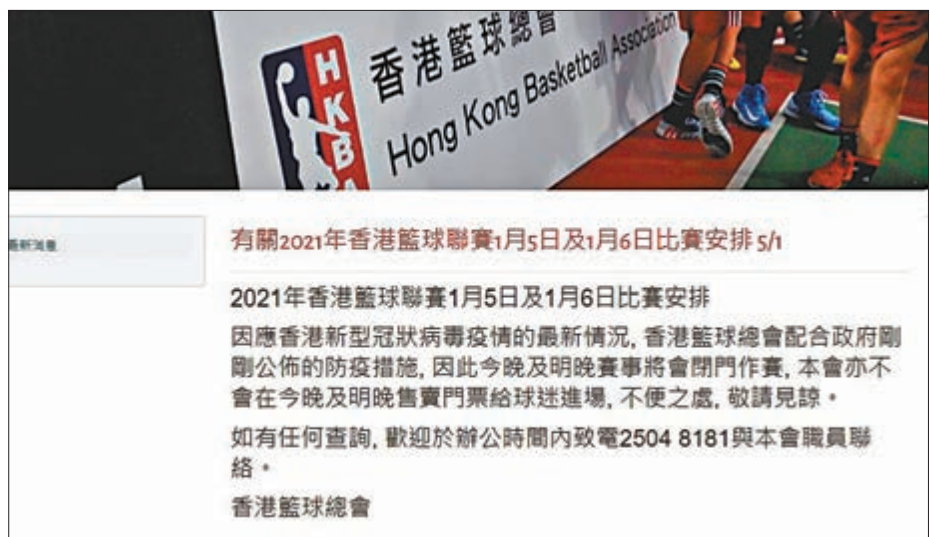 香港籃球總會
Hong Kong Basketball Association
HKBA
最新消息
有關2021年香港籃球聯賽1月5日及1月6日比賽安排 5/1
2021年香港籃球聯賽1月5日及1月6日比賽安排
因應香港新型冠狀病毒疫情的最新情況, 香港籃球總會配合政府剛
剛公佈的防疫措施, 因此今晚及明晚賽事將會閉門作賽, 本會亦不
會在今晚及明晚售賣門票給球迷進場, 不便之處, 敬請見諒。
如有任何查詢, 歡迎於辦公時間內致電2504 8181與本會職員聯
絡。
香港籃球總會